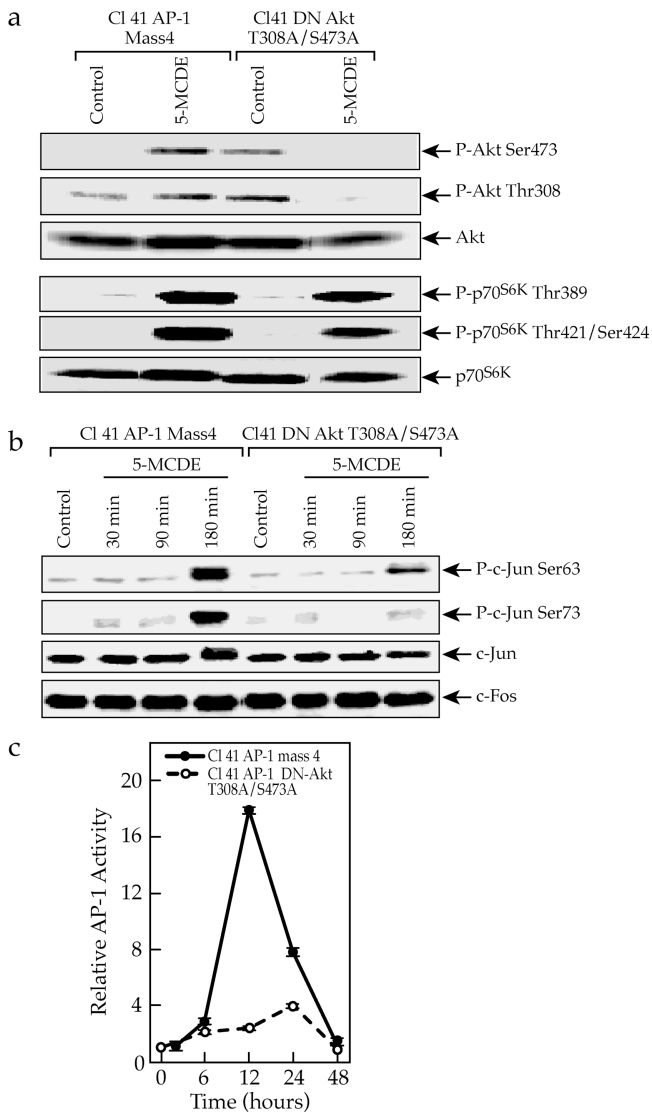 a
Cl 41 AP-1
Mass4
Cl41 DN Akt
T308A/S473A
Control
5-MCDE
Control
5-MCDE
P-Akt Ser473
P-Akt Thr308
Akt
P-p70S6K Thr389
P-p70S6K Thr421/Ser424
p70S6K
b
Cl 41 AP-1 Mass4
Cl41 DN Akt T308A/S473A
5-MCDE
5-MCDE
Control
30 min
90 min
180 min
Control
30 min
90 min
180 min
P-c-Jun Ser63
P-c-Jun Ser73
c-Jun
c-Fos
c
Cl 41 AP-1 mass 4
Cl 41 AP-1 DN-Akt
T308A/S473A
Relative AP-1 Activity
20
16
12
8
4
0
0
6
12
24
48
Time (hours)